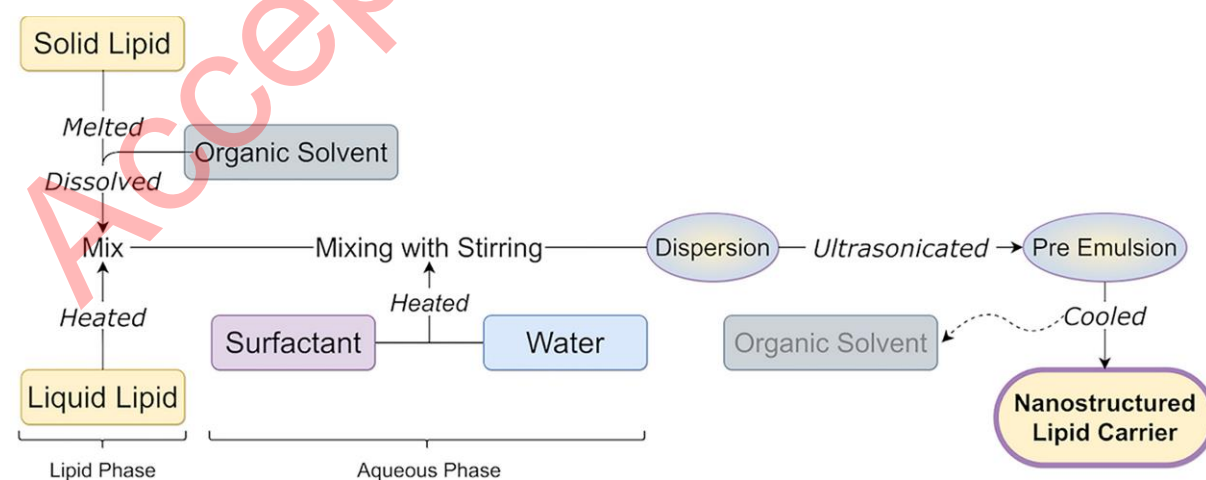 Solid Lipid
Accep
Melted
Organic Solvent
Dissolved
Mix
Mixing with Stirring
Dispersion
Ultrasonicated
Pre Emulsion
Heated
Heated
Cooled
Surfactant
Water
Organic Solvent
Liquid Lipid
Nanostructured
Lipid Carrier
Lipid Phase
Aqueous Phase